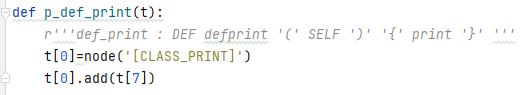 def p_def_print(t):
    r'''def_print : DEF defprint '(' SELF ')' '{' print '}' '''
    t[0]=node('[CLASS_PRINT]')
    t[0].add(t[7])